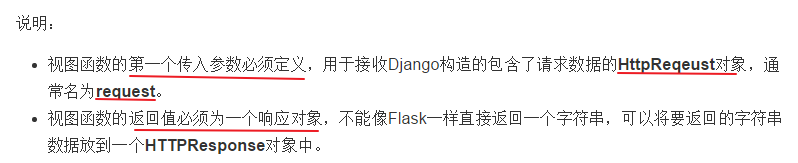 说明：
• 视图函数的第一个传入参数必须定义，用于接收Django构造的包含了请求数据的HttpReqeust对象，通
常名为request。
• 视图函数的返回值必须为一个响应对象，不能像Flask一样直接返回一个字符串，可以将要返回的字符串
数据放到一个HTTPResponse对象中。